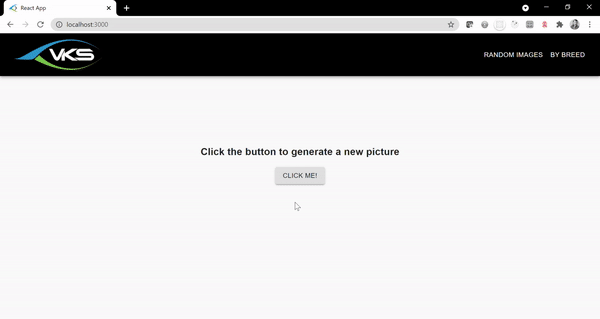 React App
localhost:3000
VKS
RANDOM IMAGES
BY BREED
Click the button to generate a new picture
CLICK ME!